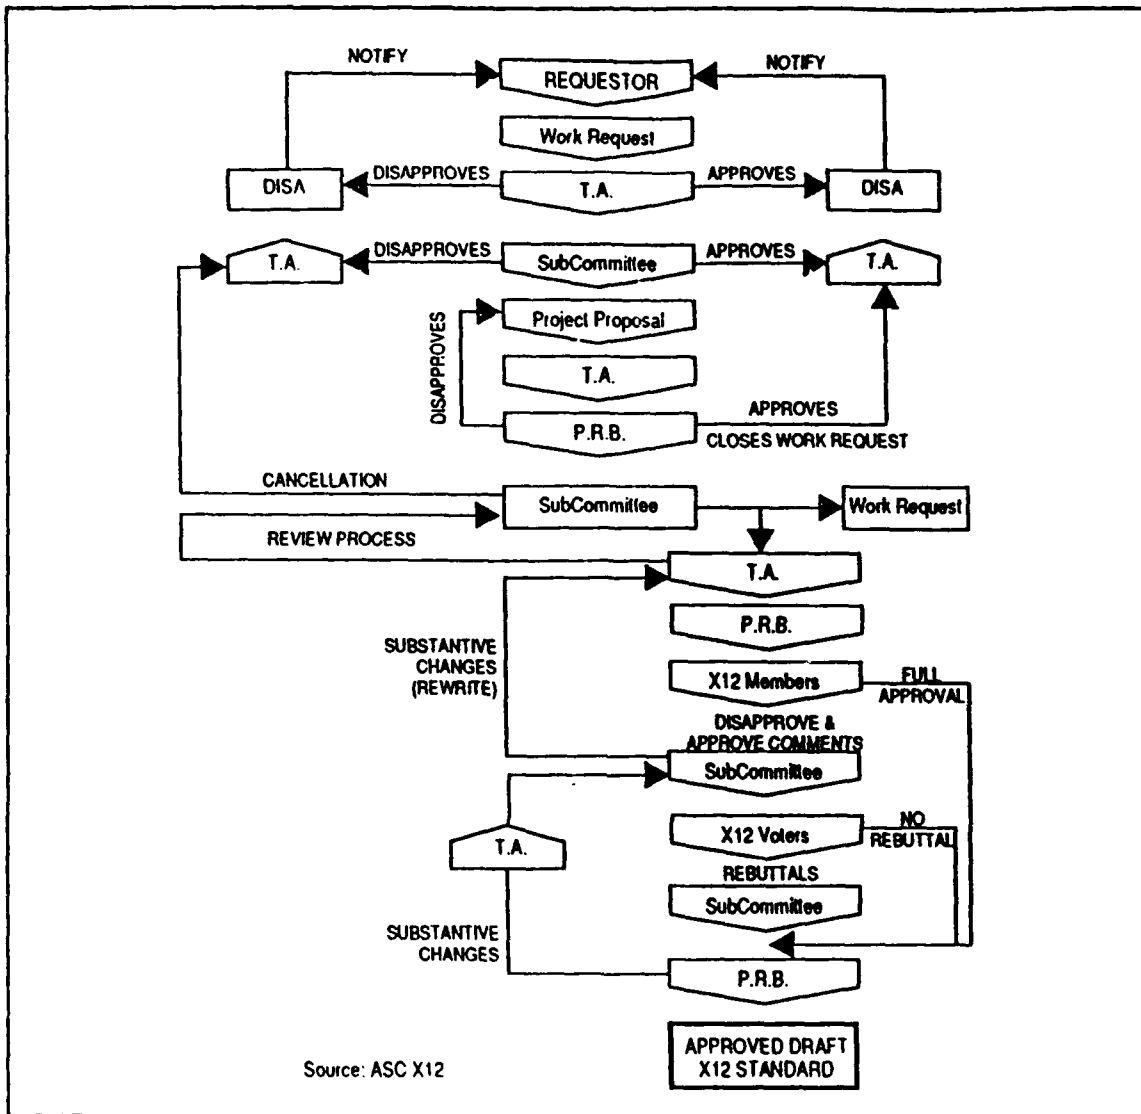 NOTIFY
REQUESTOR
NOTIFY
Work Request
DISA
DISAPPROVES
T.A.
APPROVES
DISA
T.A.
DISAPPROVES
SubCommittee
APPROVES
T.A.
DISAPPROVES
Project Proposal
T.A.
P.R.B.
APPROVES
CLOSES WORK REQUEST
CANCELLATION
SubCommittee
Work Request
REVIEW PROCESS
T.A.
P.R.B.
SUBSTANTIVE
CHANGES
(REWRITE)
X12 Members
FULL
APPROVAL
DISAPPROVE &
APPROVE COMMENTS
SubCommittee
T.A.
X12 Voters
NO
REBUTTAL
REBUTTALS
SubCommittee
SUBSTANTIVE
CHANGES
P.R.B.
APPROVED DRAFT
X12 STANDARD
Source: ASC X12